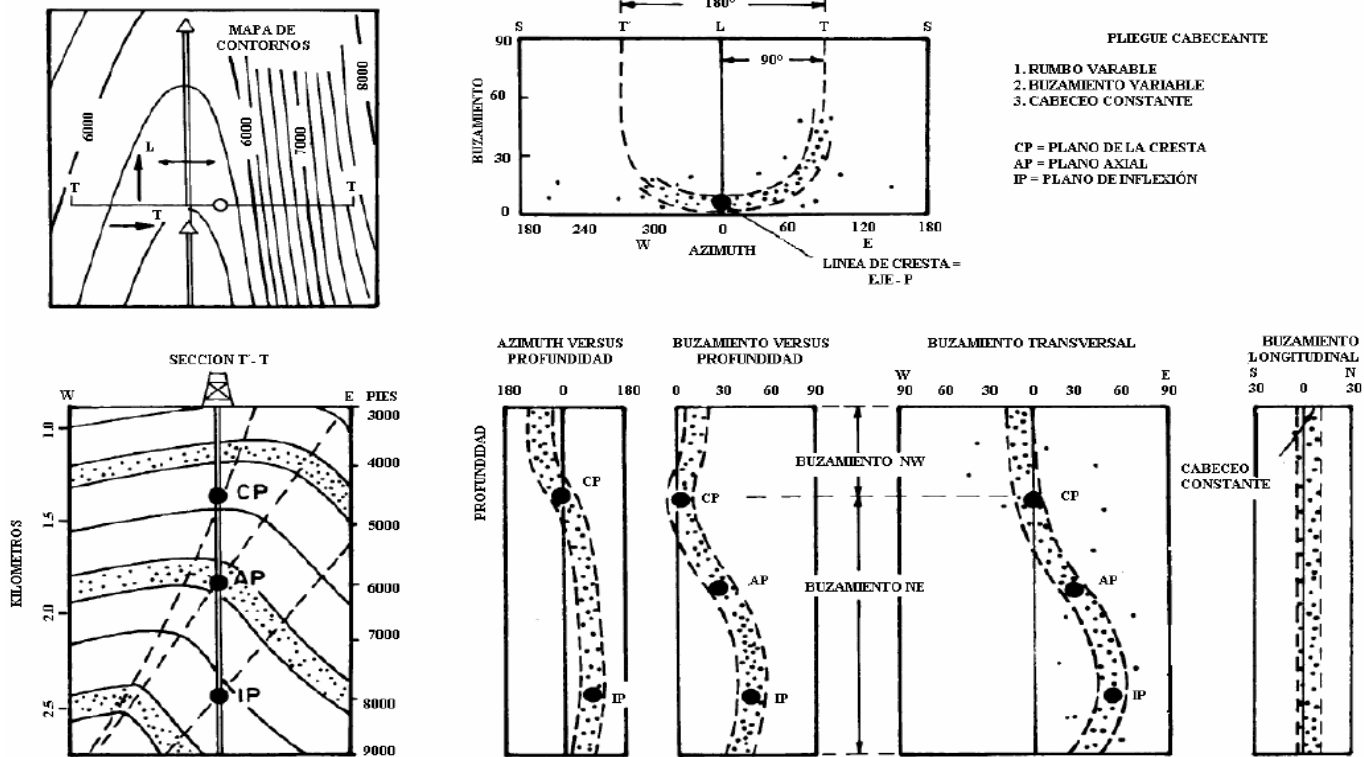 MAPA DE
CONTORNOS
6000
6000
7000
8000
L
T
T
T
180°
S T' L T S
90
60
30
0
BUZAMIENTO
90°
180 240 300 0 60 120 180
W E
AZIMUTH
LINEA DE CRESTA =
EJE - P
PLIEGUE CABECEANTE
1. RUMBO VARABLE
2. BUZAMIENTO VARIABLE
3. CABECEO CONSTANTE
CP = PLANO DE LA CRESTA
AP = PLANO AXIAL
IP = PLANO DE INFLEXIÓN
SECCION T' - T
W E PIES
3000
4000
5000
6000
7000
8000
9000
1.0
1.5
2.0
2.5
KILOMETROS
CP
AP
IP
AZIMUTH VERSUS
PROFUNDIDAD
180 0 180
PROFUNDIDAD
CP
IP
BUZAMIENTO VERSUS
PROFUNDIDAD
0 30 60 90
CP
AP
IP
BUZAMIENTO NW
BUZAMIENTO NE
BUZAMIENTO TRANSVERSAL
W E
90 60 30 0 30 60 90
CP
AP
IP
BUZAMIENTO
LONGITUDINAL
S N
30 0 30
CABECEO
CONSTANTE